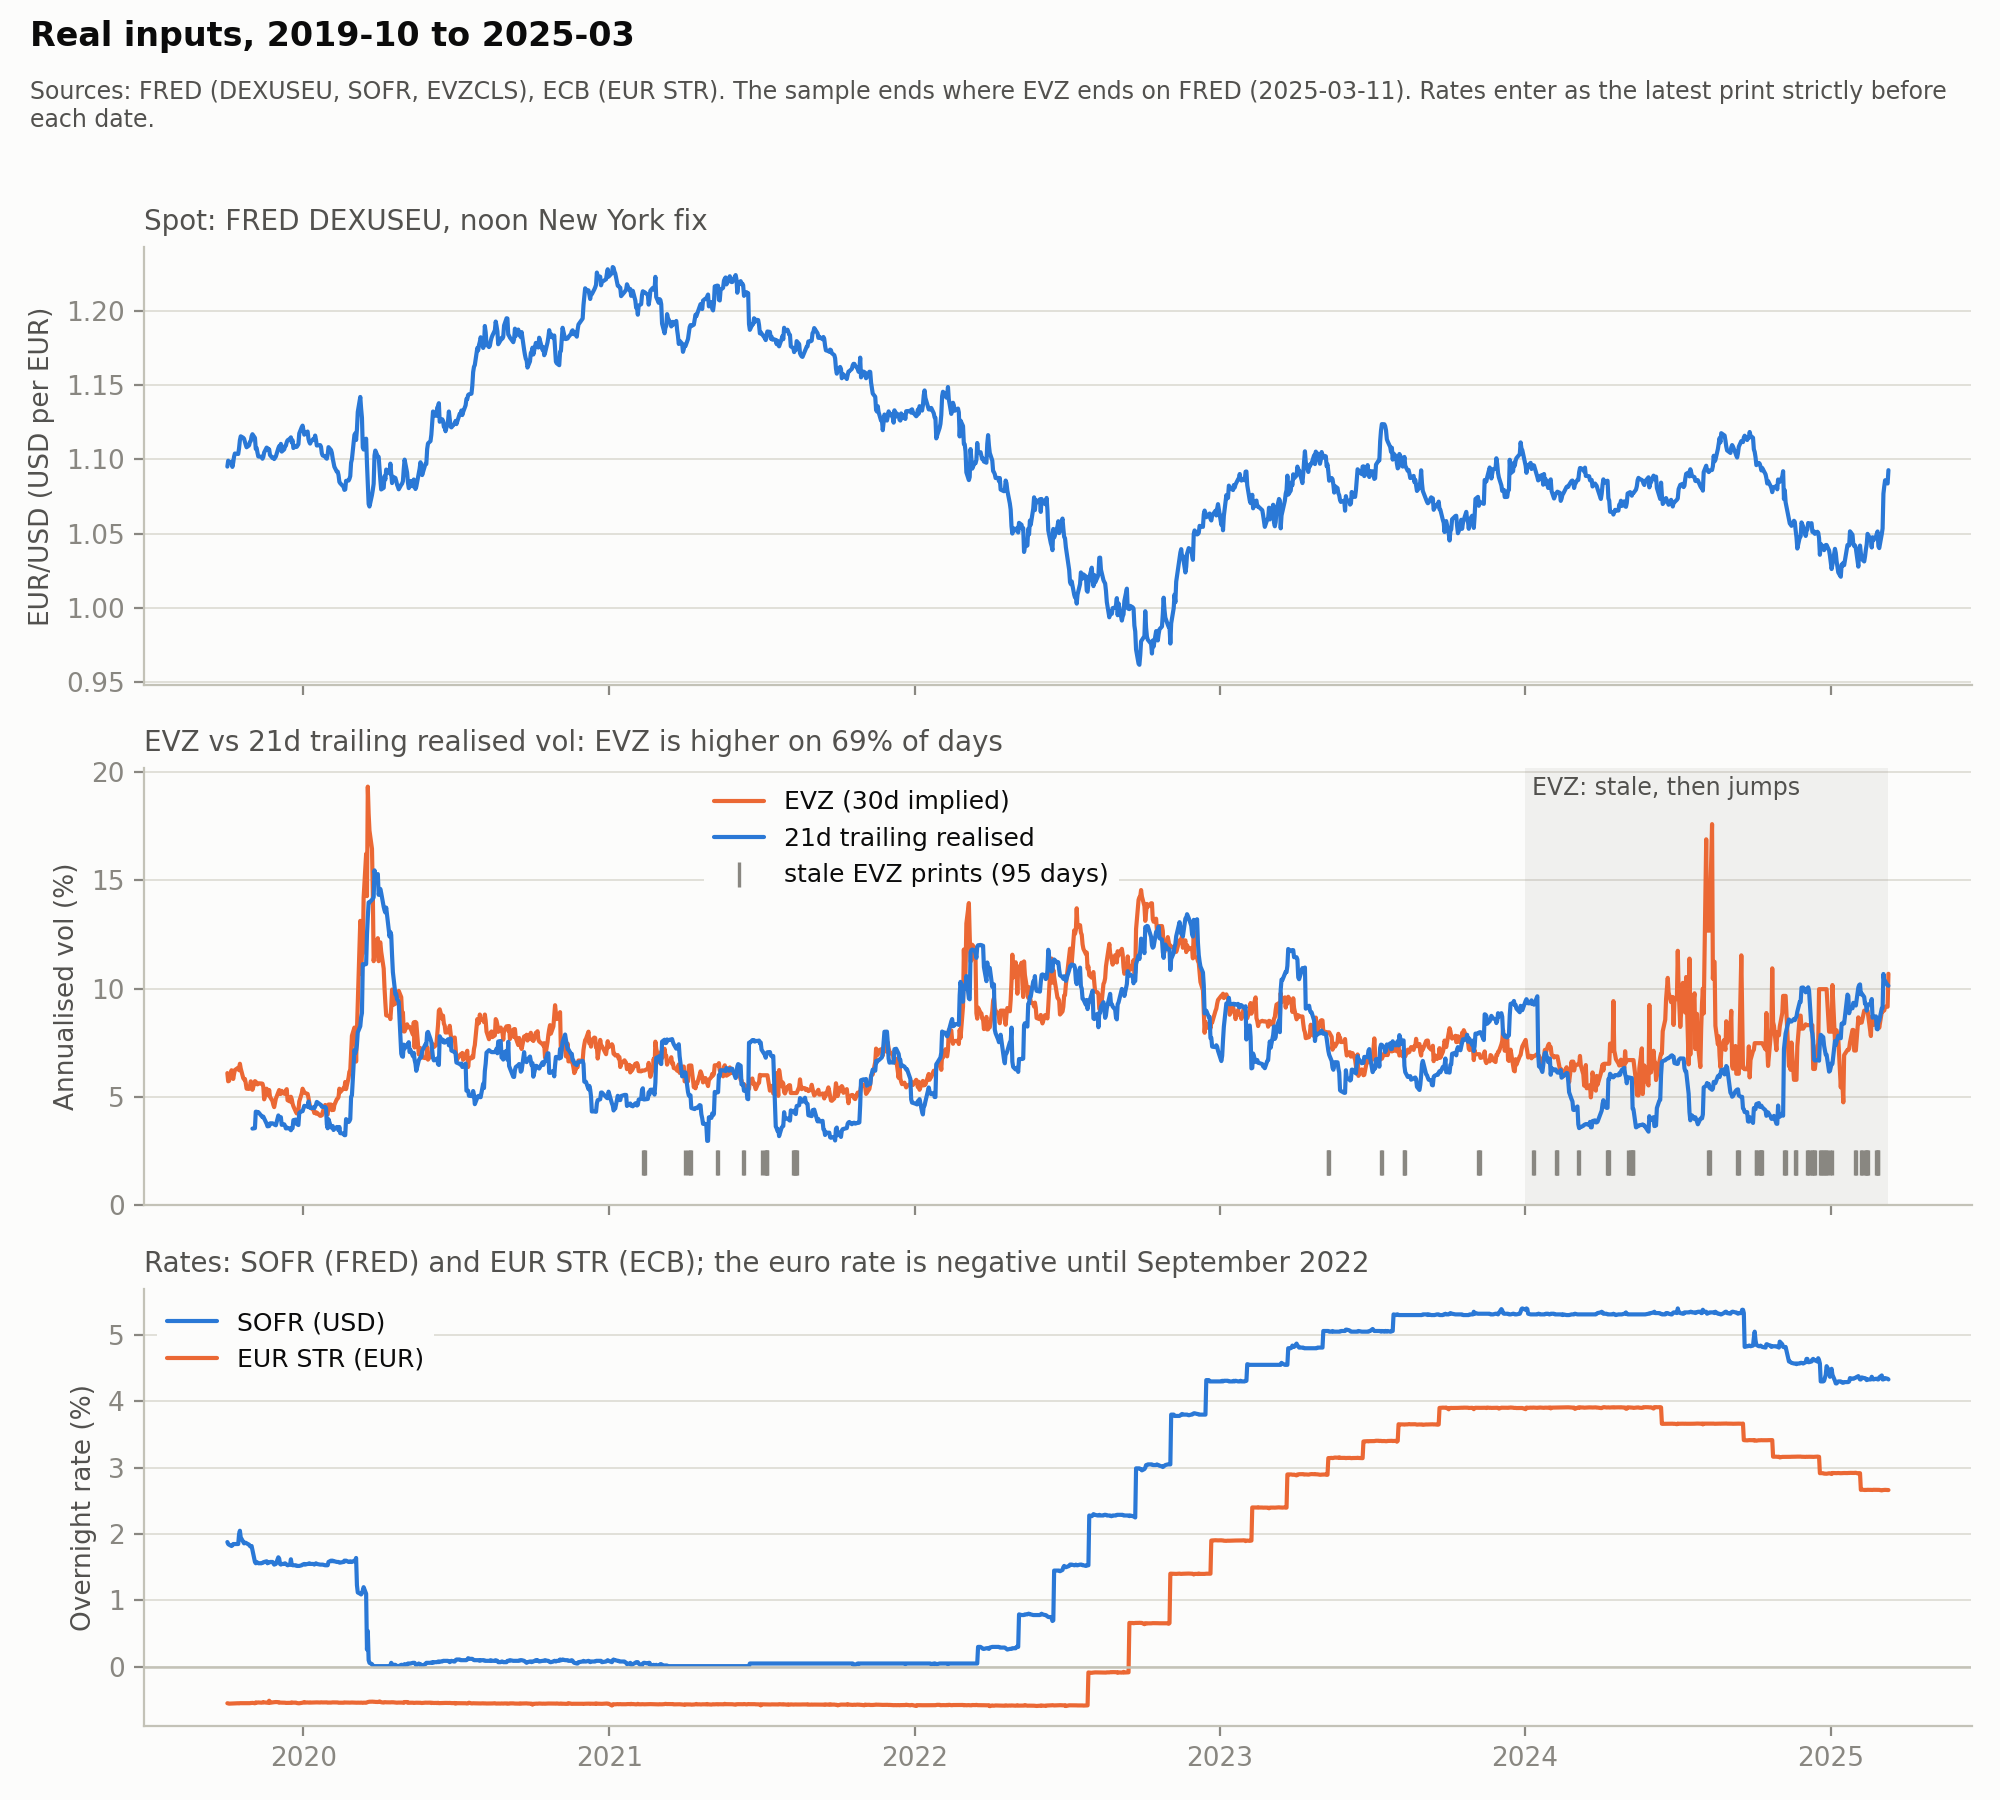 Real inputs, 2019-10 to 2025-03
Sources: FRED (DEXUSEU, SOFR, EVZCLS), ECB (EUR STR). The sample ends where EVZ ends on FRED (2025-03-11). Rates enter as the latest print strictly before
each date.
Spot: FRED DEXUSEU, noon New York fix
EUR/USD (USD per EUR)
1.20
1.15
1.10
1.05
1.00
0.95
EVZ vs 21d trailing realised vol: EVZ is higher on 69% of days
Annualised vol (%)
20
15
10
5
0
EVZ (30d implied)
21d trailing realised
stale EVZ prints (95 days)
EVZ: stale, then jumps
Rates: SOFR (FRED) and EUR STR (ECB); the euro rate is negative until September 2022
Overnight rate (%)
5
4
3
2
1
0
SOFR (USD)
EUR STR (EUR)
2020
2021
2022
2023
2024
2025